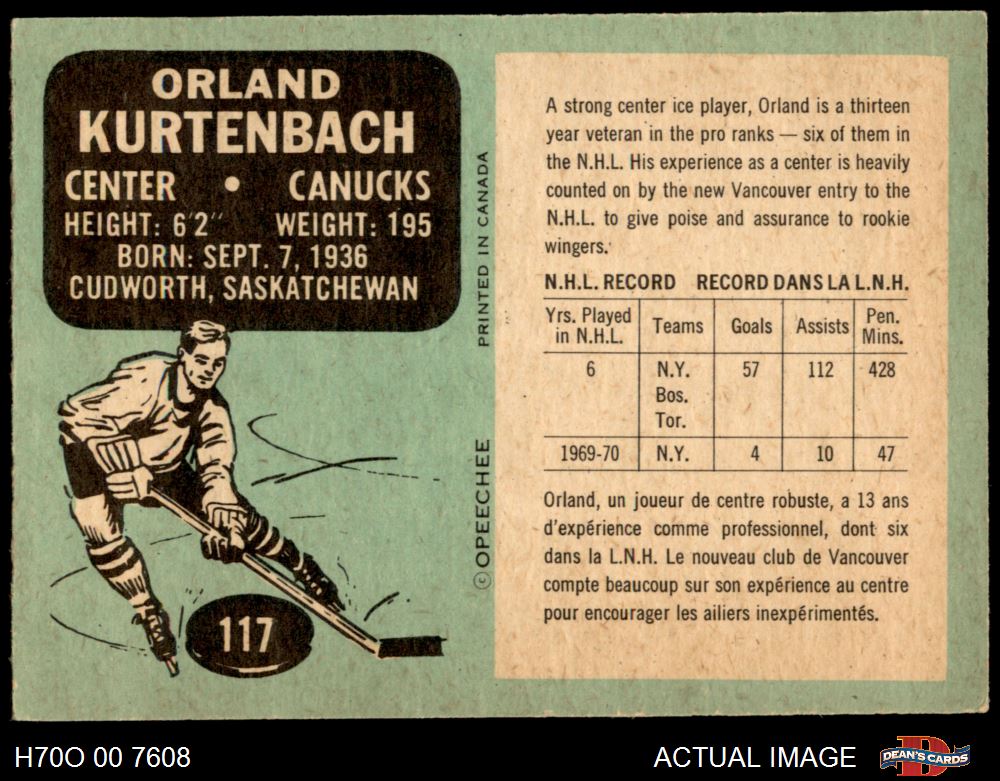 ORLAND
KURTENBACH
CENTER • CANUCKS
HEIGHT: 6'2" WEIGHT: 195
BORN: SEPT. 7, 1936
CUDWORTH, SASKATCHEWAN
117
© OPEECHEE PRINTED IN CANADA
A strong center ice player, Orland is a thirteen
year veteran in the pro ranks — six of them in
the N.H.L. His experience as a center is heavily
counted on by the new Vancouver entry to the
N.H.L. to give poise and assurance to rookie
wingers.
N.H.L. RECORD RECORD DANS LA L.N.H.
Yrs. Played
in N.H.L. Teams Goals Assists Pen.
Mins.
6 N.Y. 57 112 428
Bos.
Tor.
1969-70 N.Y. 4 10 47
Orland, un joueur de centre robuste, a 13 ans
d'expérience comme professionnel, dont six
dans la L.N.H. Le nouveau club de Vancouver
compte beaucoup sur son expérience au centre
pour encourager les ailiers inexpérimentés.
H70O 00 7608 ACTUAL IMAGE DEAN'S CARDS